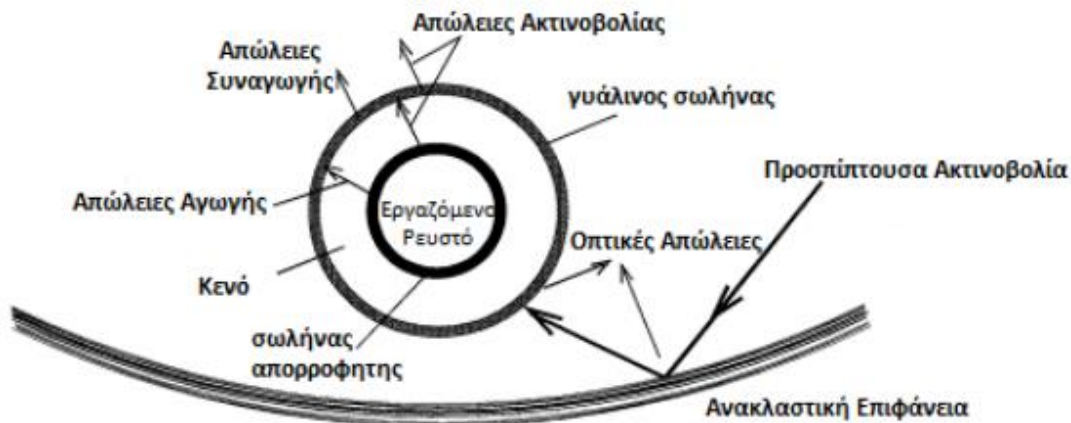 Απώλειες Ακτινοβολίας
Απώλειες
Συναγωγής
γυάλινος σωλήνας
Προσπίπτουσα Ακτινοβολία
Απώλειες Αγωγής
Εργαζόμενο
Ρευστό
Οπτικές Απώλειες
Κενό
σωλήνας
απορροφητης
Ανακλαστική Επιφάνεια